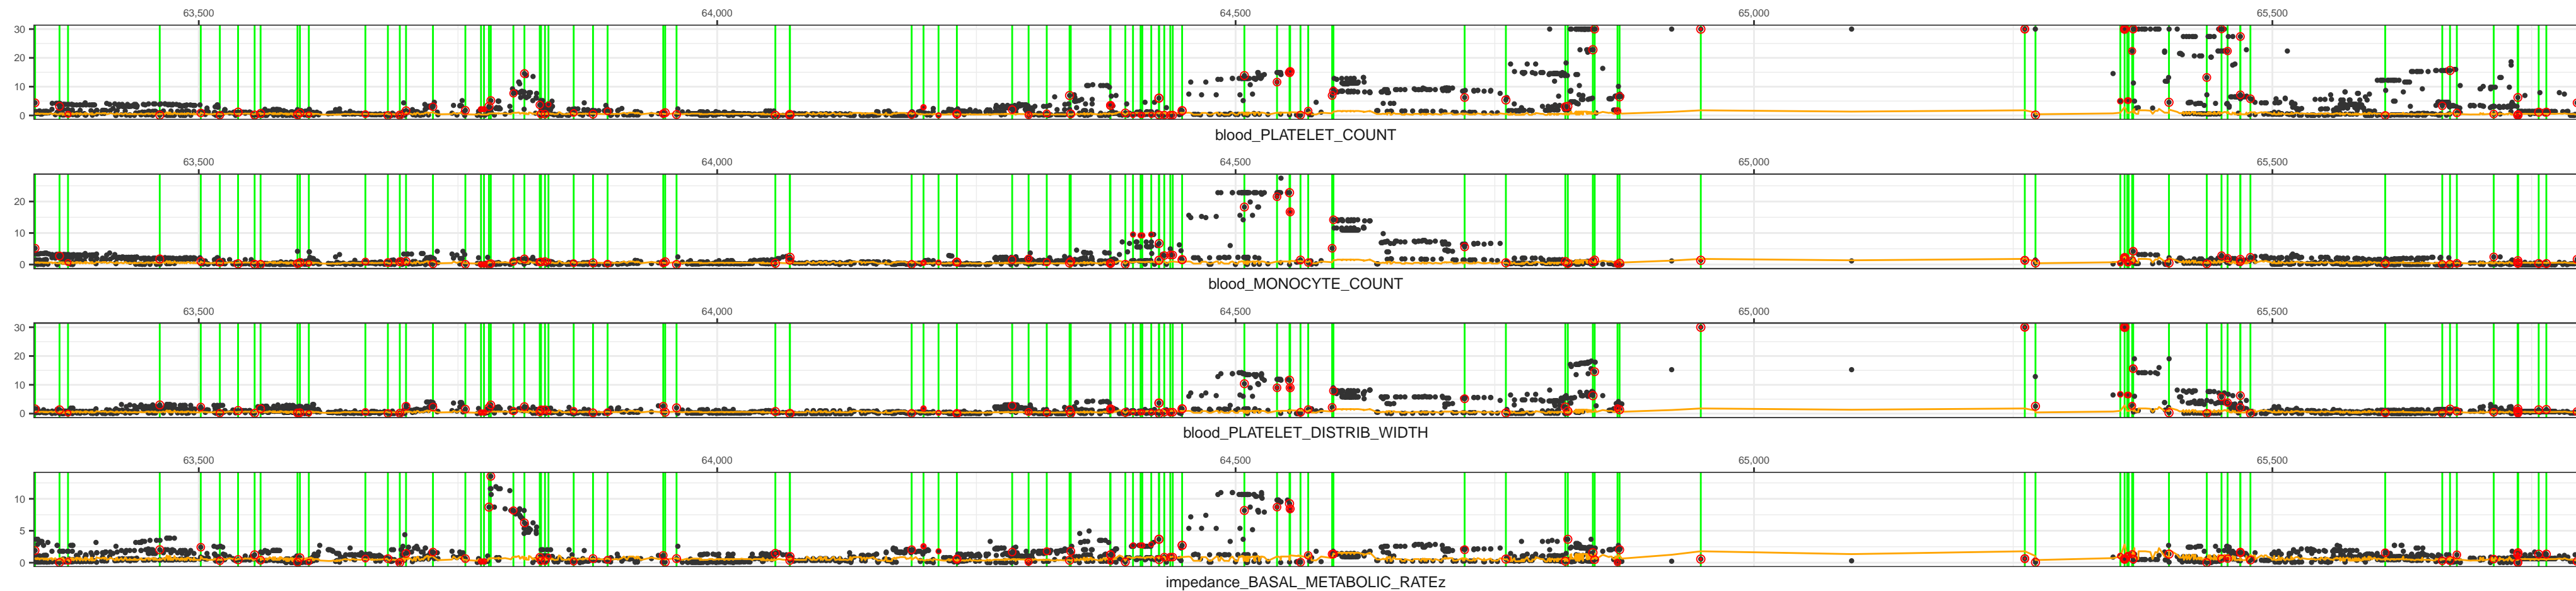 63,500 64,000 64,500 65,000 65,500
30
20
10
0
blood_PLATELET_COUNT
63,500 64,000 64,500 65,000 65,500
20
10
0
blood_MONOCYTE_COUNT
63,500 64,000 64,500 65,000 65,500
30
20
10
0
blood_PLATELET_DISTRIB_WIDTH
63,500 64,000 64,500 65,000 65,500
10
5
0
impedance_BASAL_METABOLIC_RATEz